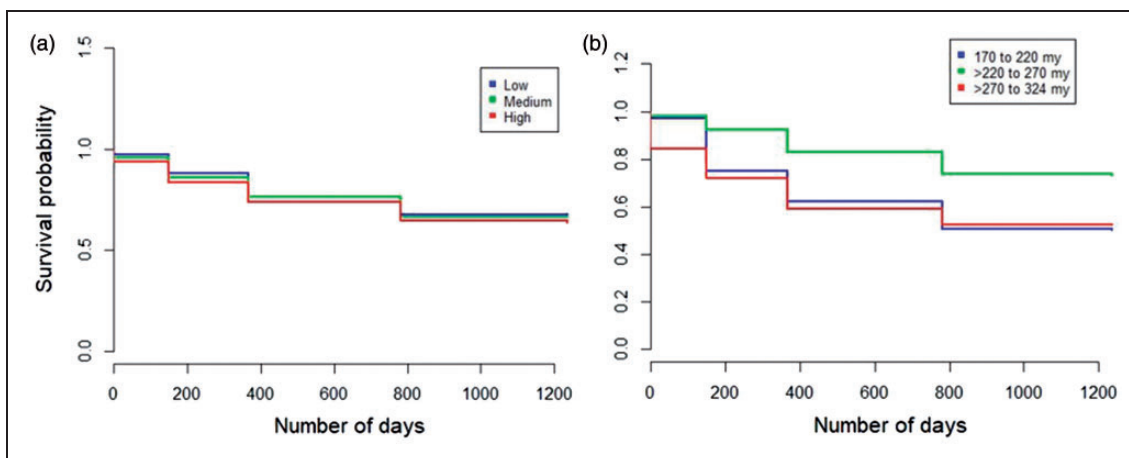 (a)
1.5
1.0
0.5
0.0
Survival probability
Low
Medium
High
0 200 400 600 800 1000 1200
Number of days
(b)
1.2
1.0
0.8
0.6
0.4
0.2
0.0
170 to 220 my
>220 to 270 my
>270 to 324 my
0 200 400 600 800 1000 1200
Number of days